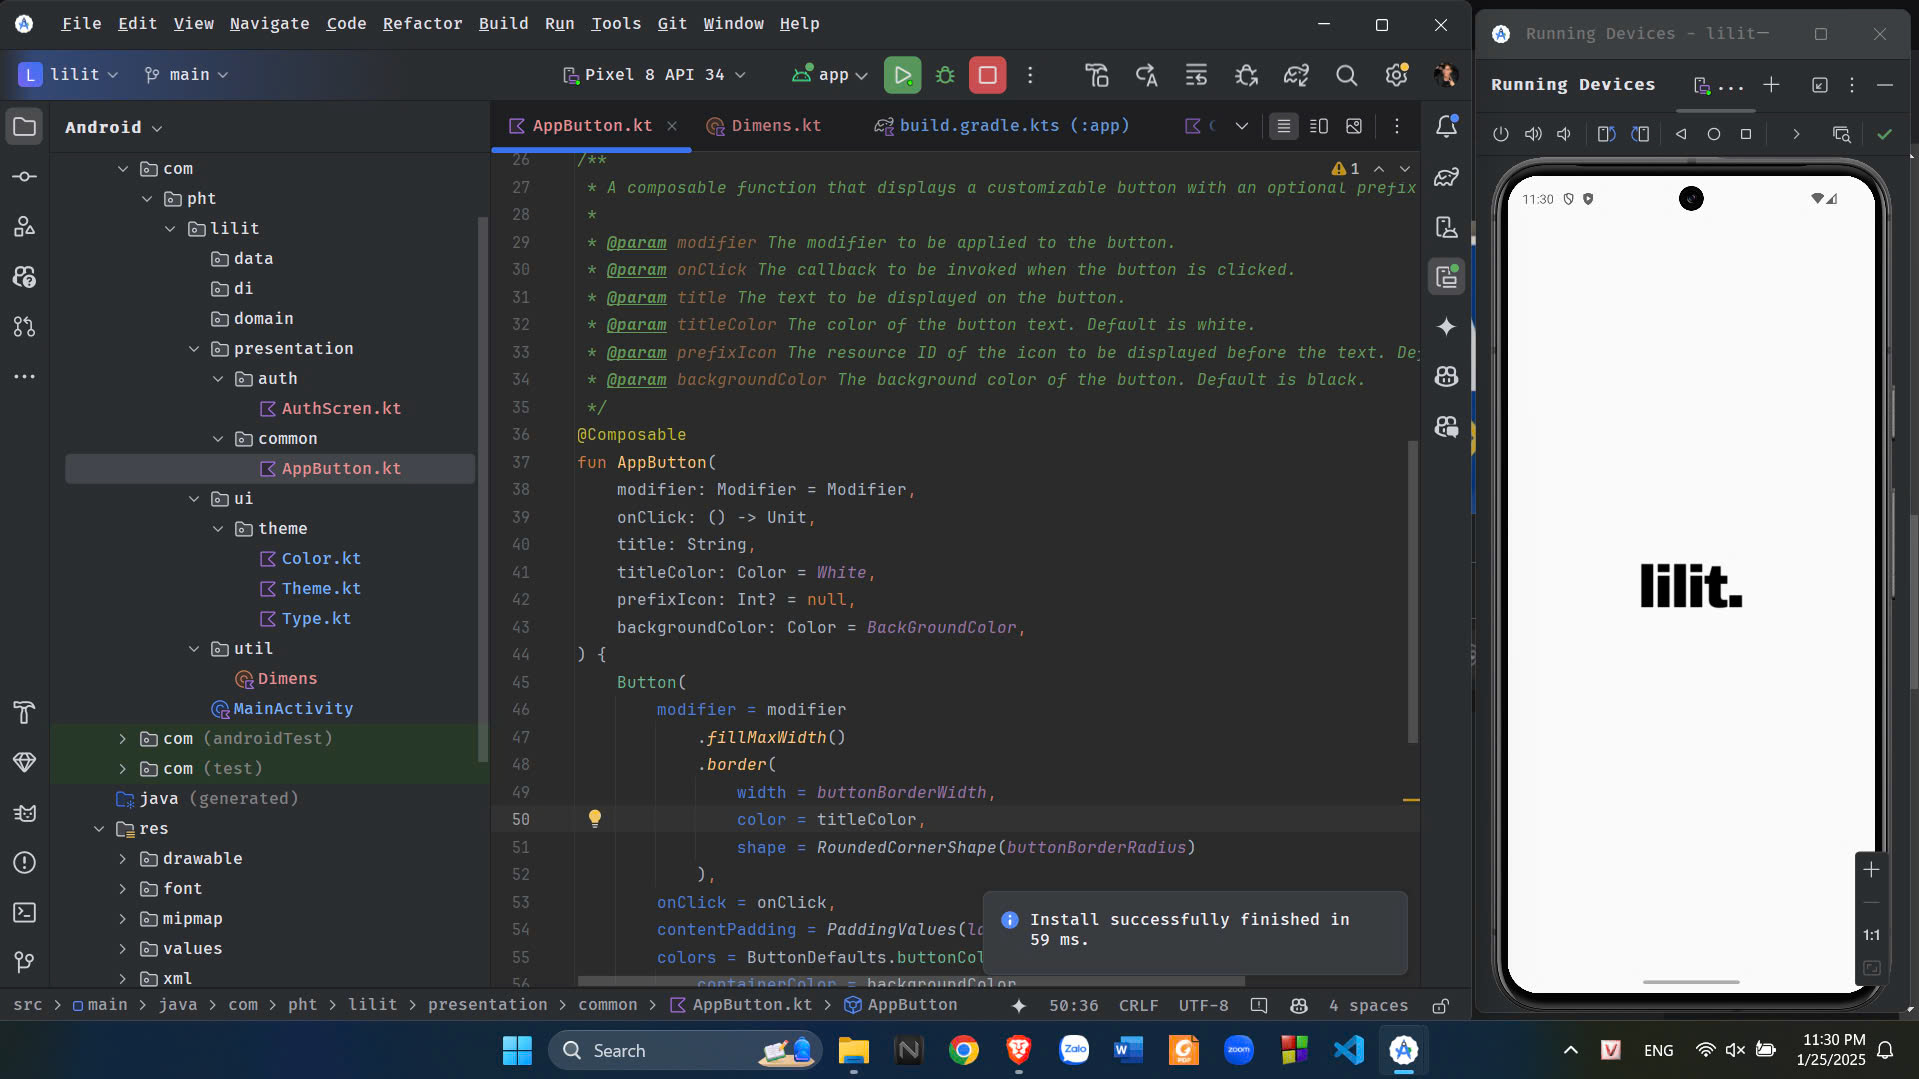 File Edit View Navigate Code Refactor Build Run Tools Git Window Help
L lilit main Pixel 8 API 34 app
Android
com
pht
lilit
data
di
domain
presentation
auth
AuthScren.kt
common
AppButton.kt
ui
theme
Color.kt
Theme.kt
Type.kt
util
Dimens
MainActivity
com (androidTest)
com (test)
java (generated)
res
drawable
font
mipmap
values
xml
AppButton.kt Dimens.kt build.gradle.kts (:app)
1
26 /**
27 * A composable function that displays a customizable button with an optional prefix
28 *
29 * @param modifier The modifier to be applied to the button.
30 * @param onClick The callback to be invoked when the button is clicked.
31 * @param title The text to be displayed on the button.
32 * @param titleColor The color of the button text. Default is white.
33 * @param prefixIcon The resource ID of the icon to be displayed before the text.
34 * @param backgroundColor The background color of the button. Default is black.
35 */
36 @Composable
37 fun AppButton(
38 modifier: Modifier = Modifier,
39 onClick: () -> Unit,
40 title: String,
41 titleColor: Color = White,
42 prefixIcon: Int? = null,
43 backgroundColor: Color = BackGroundColor,
44 ) {
45 Button(
46 modifier = modifier
47 .fillMaxWidth()
48 .border(
49 width = buttonBorderWidth,
50 color = titleColor,
51 shape = RoundedCornerShape(buttonBorderRadius)
52 ),
53 onClick = onClick,
54 contentPadding = PaddingValues(
55 colors = ButtonDefaults.buttonCol
56 containerColor = backgroundColor
Install successfully finished in
59 ms.
src > main > java > com > pht > lilit > presentation > common > AppButton.kt > AppButton 50:36 CRLF UTF-8 4 spaces
Running Devices - lilit
Running Devices ...
11:30
lilit.
1:1
Search
Zalo
zoom
PDF
ENG
11:30 PM
1/25/2025